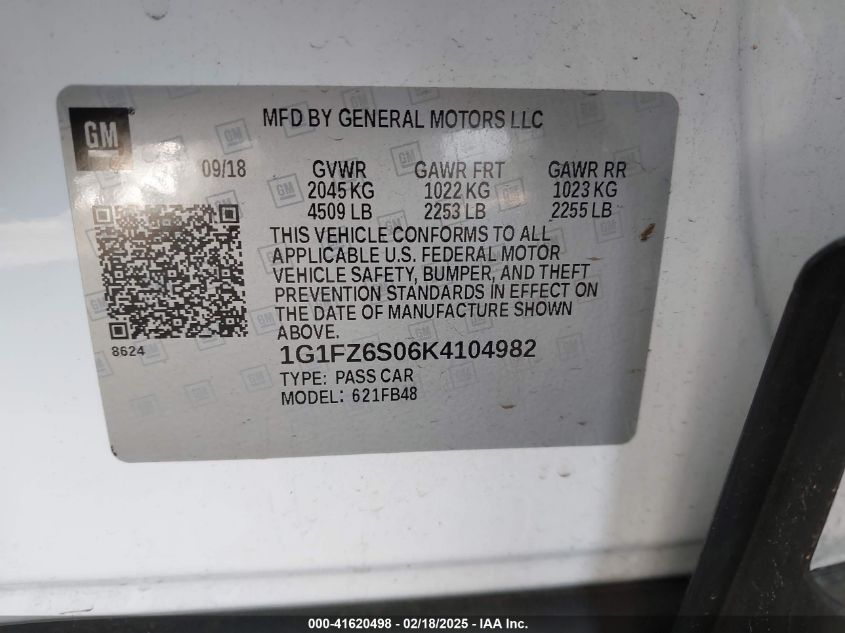 GM
MFD BY GENERAL MOTORS LLC
09/18 GVWR GAWR FRT GAWR RR
2045 KG 1022 KG 1023 KG
4509 LB 2253 LB 2255 LB
THIS VEHICLE CONFORMS TO ALL
APPLICABLE U.S. FEDERAL MOTOR
VEHICLE SAFETY, BUMPER, AND THEFT
PREVENTION STANDARDS IN EFFECT ON
THE DATE OF MANUFACTURE SHOWN
ABOVE.
8624
1G1FZ6S06K4104982
TYPE: PASS CAR
MODEL: 621FB48
000-41620498 - 02/18/2025 - IAA Inc.